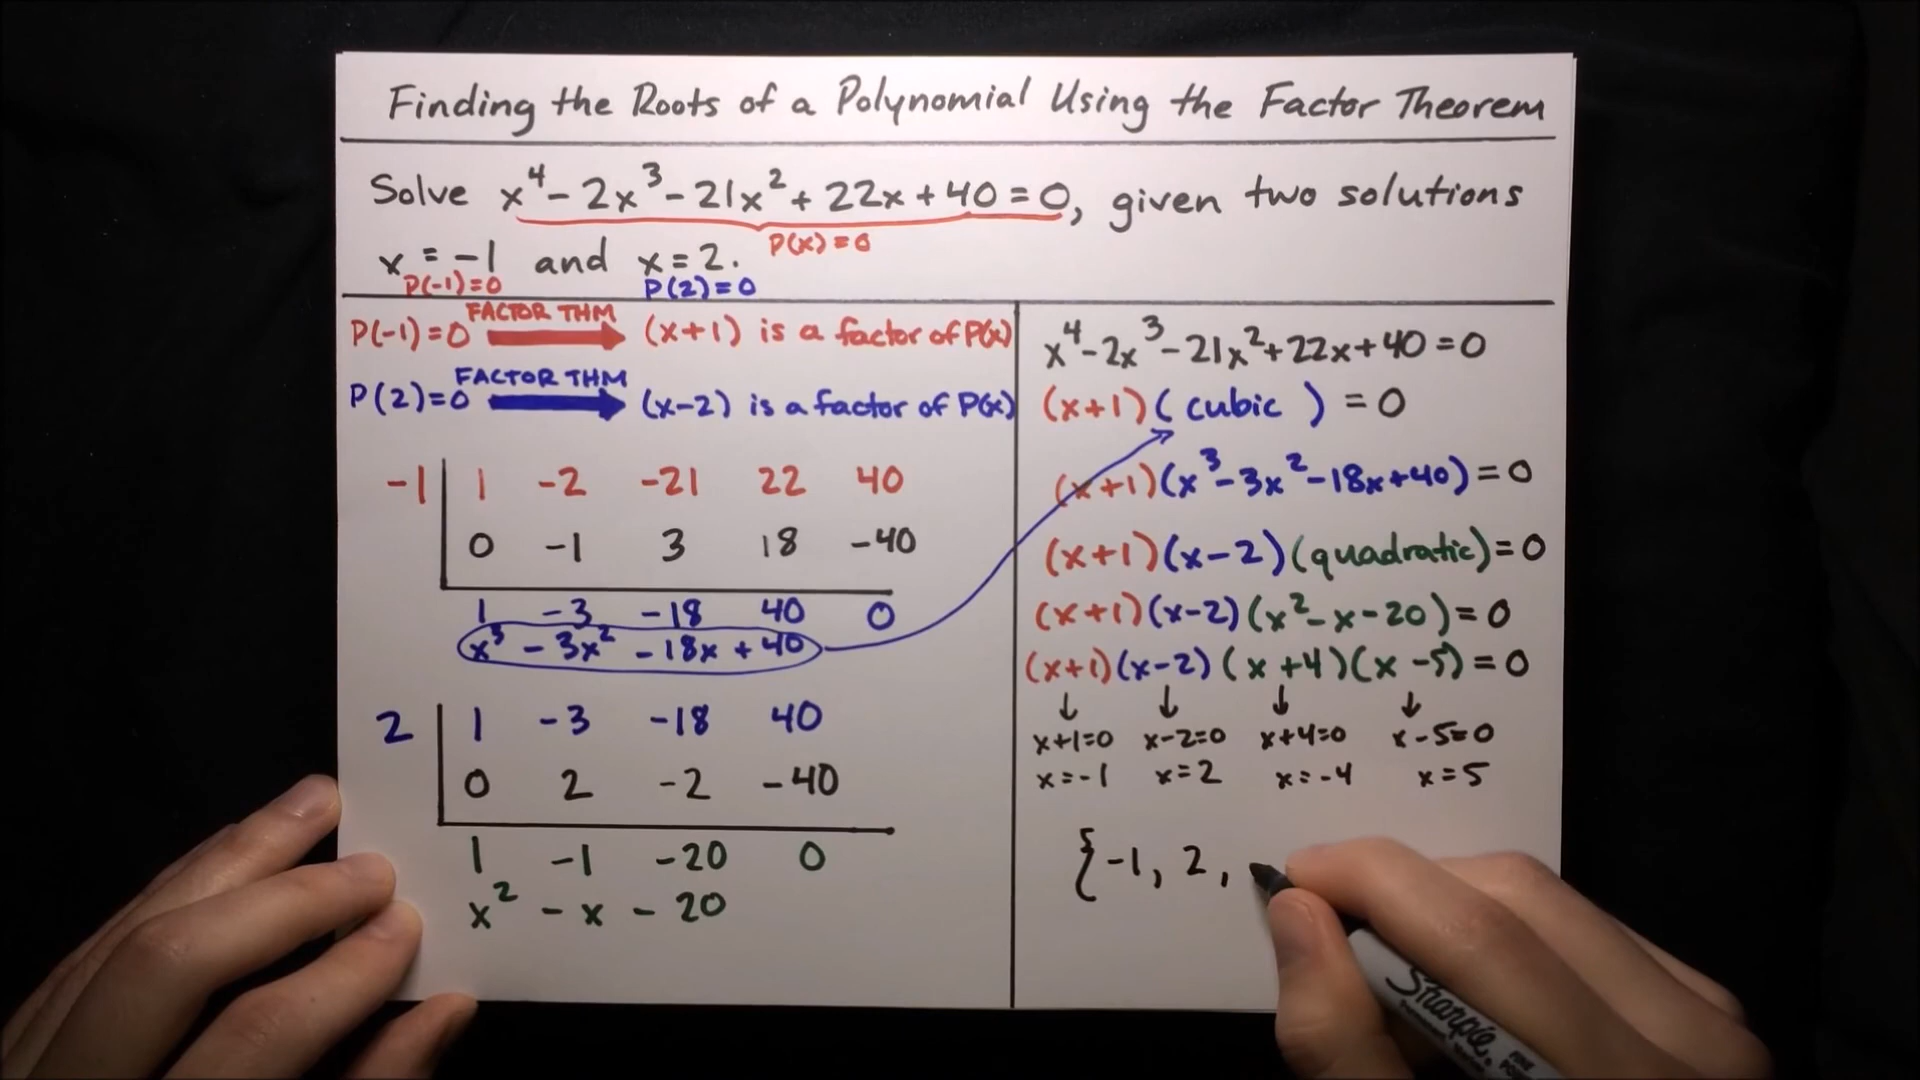 Finding the Roots of a Polynomial Using the Factor Theorem
Solve x⁴ - 2x³ - 21x² + 22x + 40 = 0, given two solutions
P(x) = 0
x = -1 and x = 2.
P(-1)=0 P(2)=0
FACTOR THM
P(-1)=0 (x+1) is a factor of P(x)
FACTOR THM
P(2)=0 (x-2) is a factor of P(x)
-1 1 -2 -21 22 40
0 -1 3 18 -40
1 -3 -18 40 0
x³ - 3x² - 18x + 40
2 1 -3 -18 40
0 2 -2 -40
1 -1 -20 0
x² - x - 20
x⁴ - 2x³ - 21x² + 22x + 40 = 0
(x+1)(cubic) = 0
(x+1)(x³ - 3x² - 18x + 40) = 0
(x+1)(x-2)(quadratic) = 0
(x+1)(x-2)(x² - x - 20) = 0
(x+1)(x-2)(x+4)(x-5) = 0
x+1=0 x-2=0 x+4=0 x-5=0
x=-1 x=2 x=-4 x=5
{-1, 2,
Sharpie